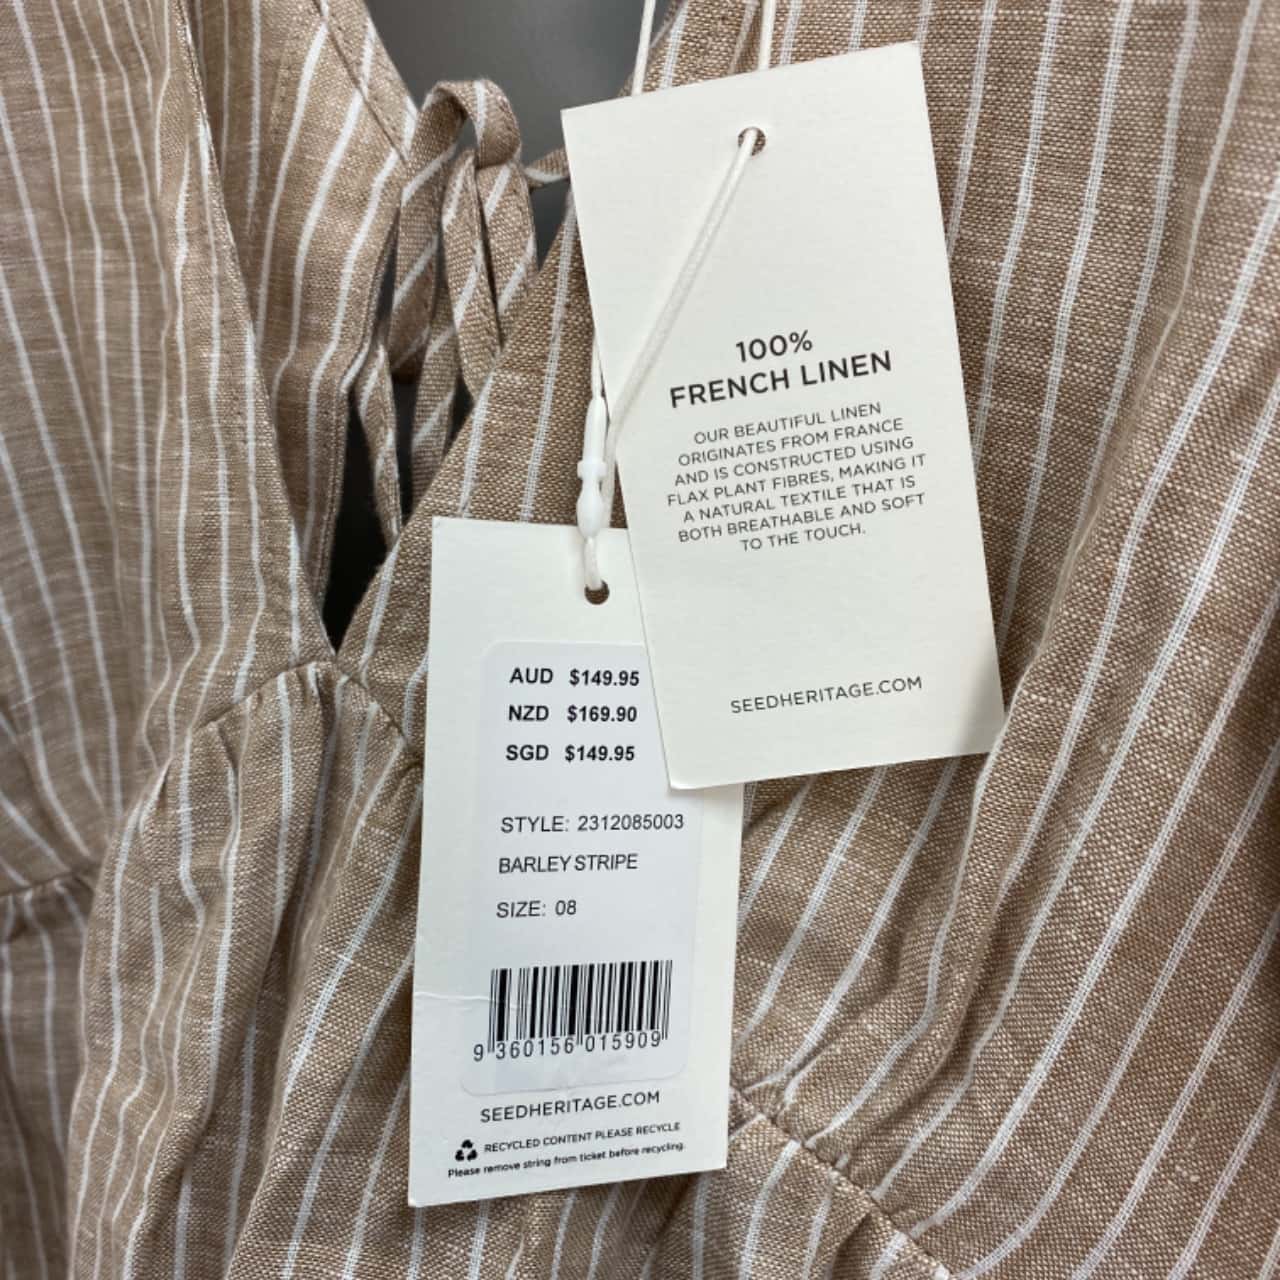 100%
FRENCH LINEN
OUR BEAUTIFUL LINEN
ORIGINATES FROM FRANCE
AND IS CONSTRUCTED USING
FLAX PLANT FIBRES, MAKING IT
A NATURAL TEXTILE THAT IS
BOTH BREATHABLE AND SOFT
TO THE TOUCH.
SEEDHERITAGE.COM
AUD $149.95
NZD $169.90
SGD $149.95
STYLE: 2312085003
BARLEY STRIPE
SIZE: 08
9 360156 015909
SEEDHERITAGE.COM
RECYCLED CONTENT PLEASE RECYCLE
Please remove string from ticket before recycling.